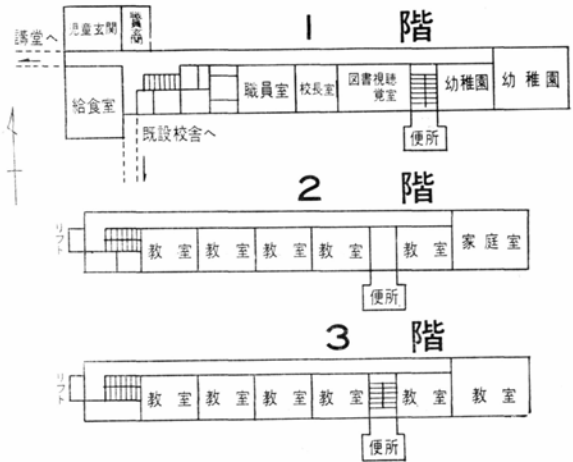 1 階
児童玄関
職員玄関
講堂へ
給食室
職員室
校長室
図書視聴
覚室
幼稚園
幼稚園
便所
既設校舎へ
2 階
リフト
教室
教室
教室
教室
教室
家庭室
便所
3 階
リフト
教室
教室
教室
教室
教室
教室
便所